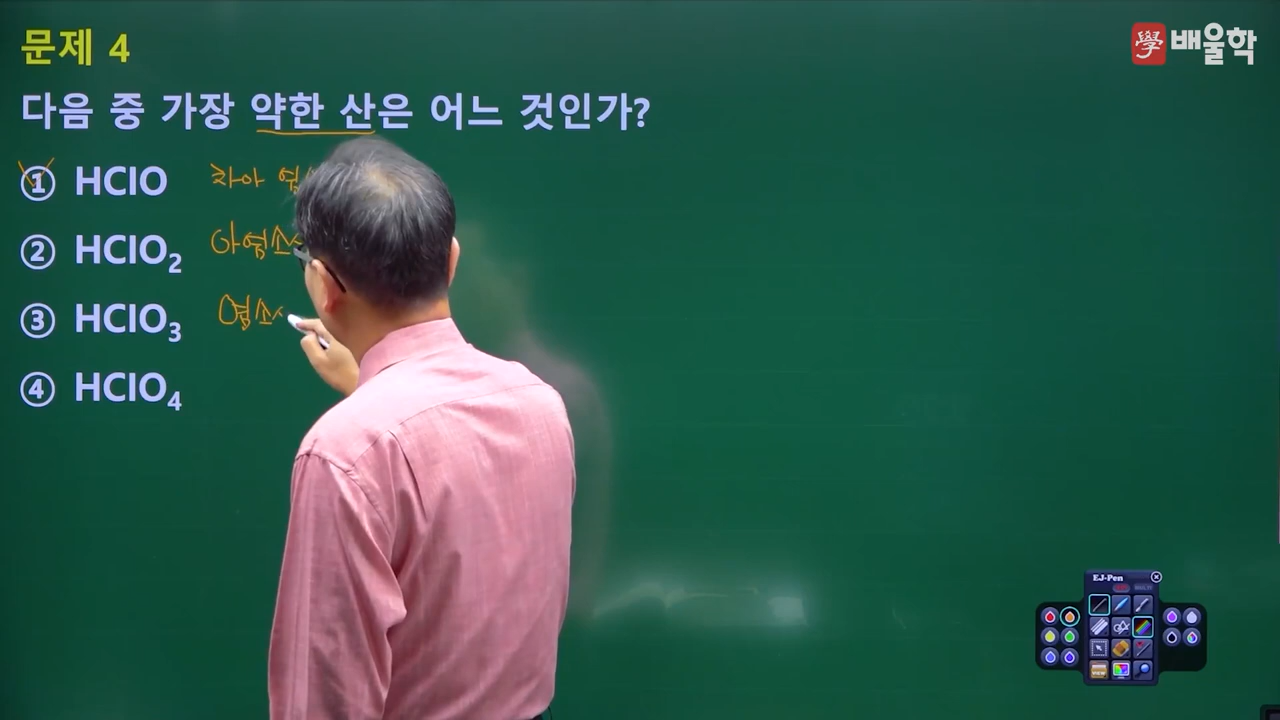 문제 4
學 배울학
다음 중 가장 약한 산은 어느 것인가?
① HClO 차아
② HClO₂ 아염소
③ HClO₃ 염소
④ HClO₄
EJ-Pen